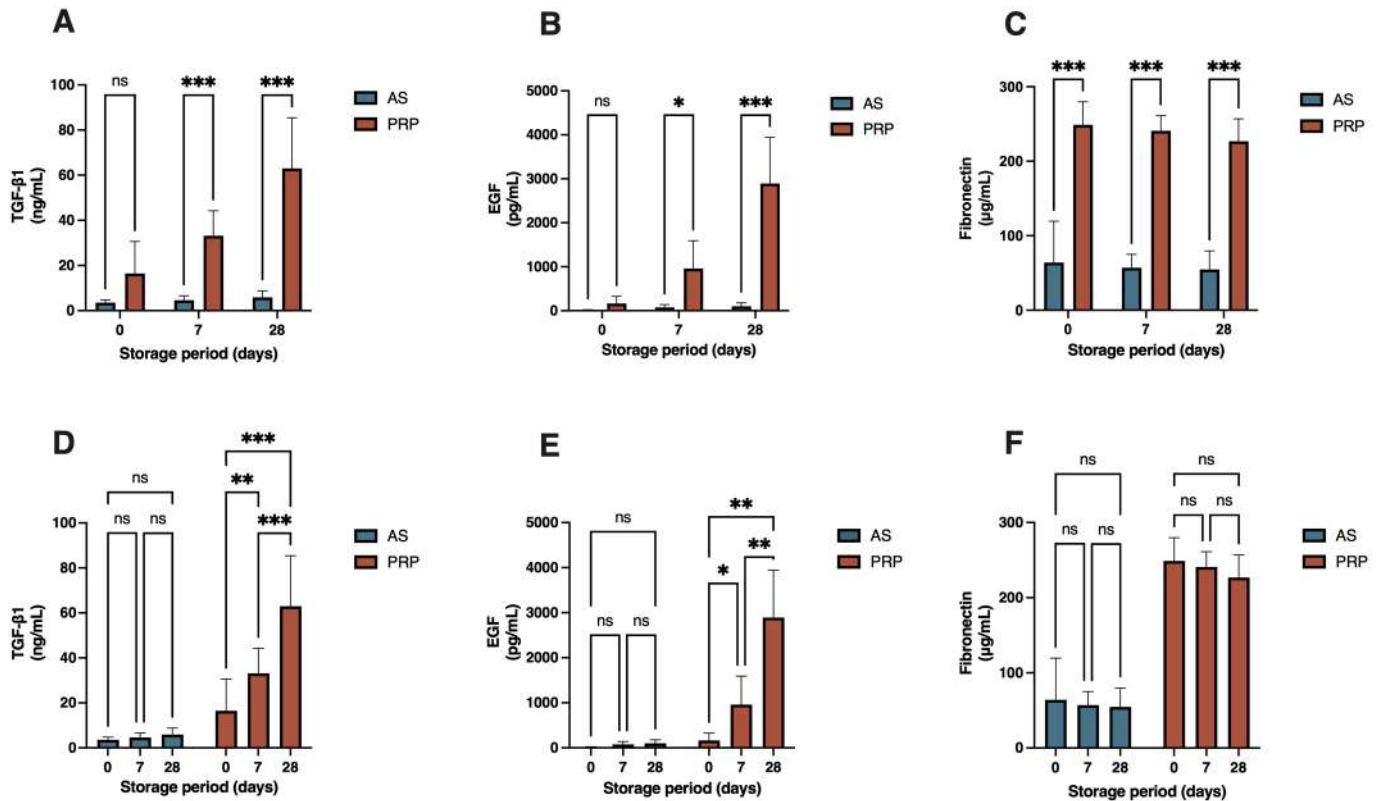 A
TGF-β1
(ng/mL)
100
80
60
40
20
0
ns
***
***
0 7 28
Storage period (days)
AS
PRP
B
EGF
(pg/mL)
5000
4000
3000
2000
1000
0
ns
*
***
0 7 28
Storage period (days)
AS
PRP
C
Fibronectin
(µg/mL)
300
200
100
0
***
***
***
0 7 28
Storage period (days)
AS
PRP
D
TGF-β1
(ng/mL)
100
80
60
40
20
0
ns
ns ns
***
**
***
0 7 28 0 7 28
Storage period (days)
AS
PRP
E
EGF
(pg/mL)
5000
4000
3000
2000
1000
0
ns
ns ns
**
**
*
0 7 28 0 7 28
Storage period (days)
AS
PRP
F
Fibronectin
(µg/mL)
300
200
100
0
ns
ns ns
ns
ns ns
0 7 28 0 7 28
Storage period (days)
AS
PRP